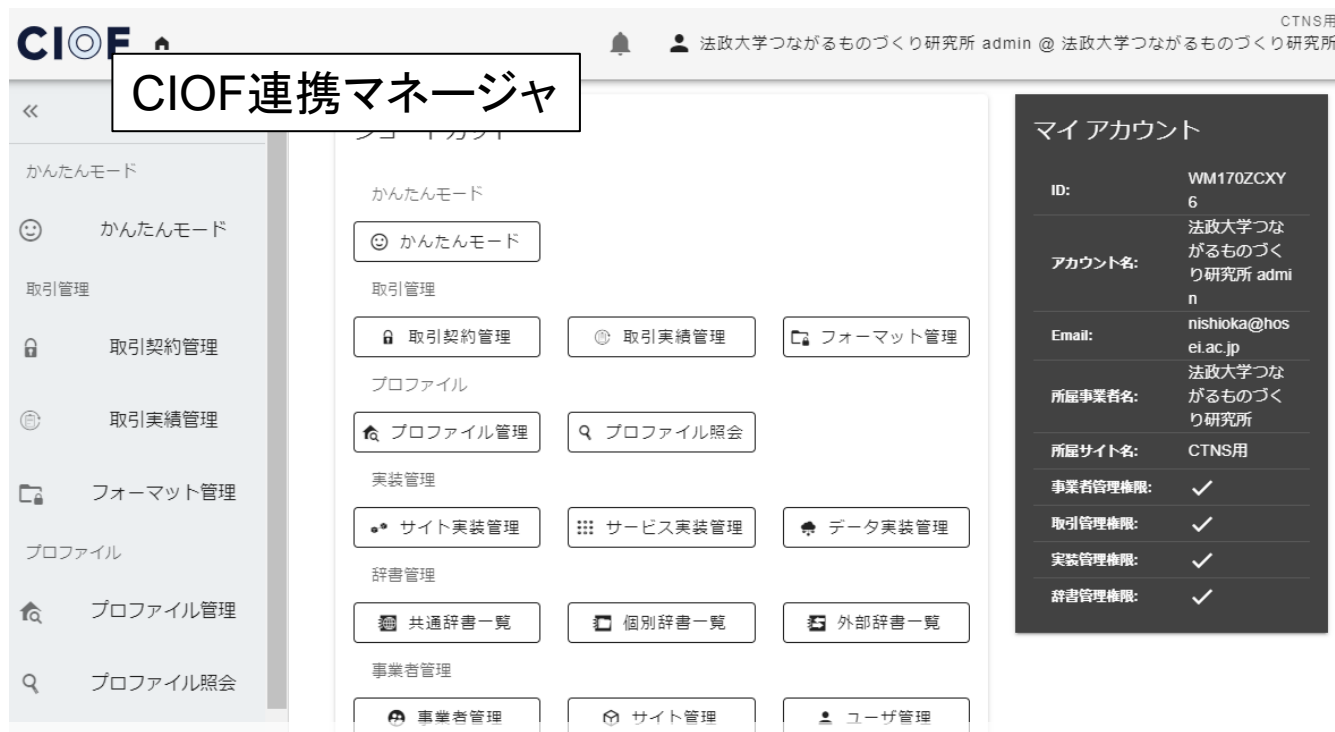 CIOF
CTNS用
法政大学つながるものづくり研究所 admin @ 法政大学つながるものづくり研究所
CIOF連携マネージャ
かんたんモード
かんたんモード
取引管理
取引契約管理
取引実績管理
フォーマット管理
プロファイル
プロファイル管理
プロファイル照会
ショートカット
かんたんモード
かんたんモード
取引管理
取引契約管理
取引実績管理
フォーマット管理
プロファイル
プロファイル管理
プロファイル照会
実装管理
サイト実装管理
サービス実装管理
データ実装管理
辞書管理
共通辞書一覧
個別辞書一覧
外部辞書一覧
事業者管理
事業者管理
サイト管理
ユーザ管理
マイ アカウント
ID:
WM170ZCXY
6
アカウント名:
法政大学つな
がるものづく
り研究所 admi
n
Email:
nishioka@hos
ei.ac.jp
所属事業者名:
法政大学つな
がるものづく
り研究所
所属サイト名:
CTNS用
事業者管理権限:
取引管理権限:
実装管理権限:
辞書管理権限: